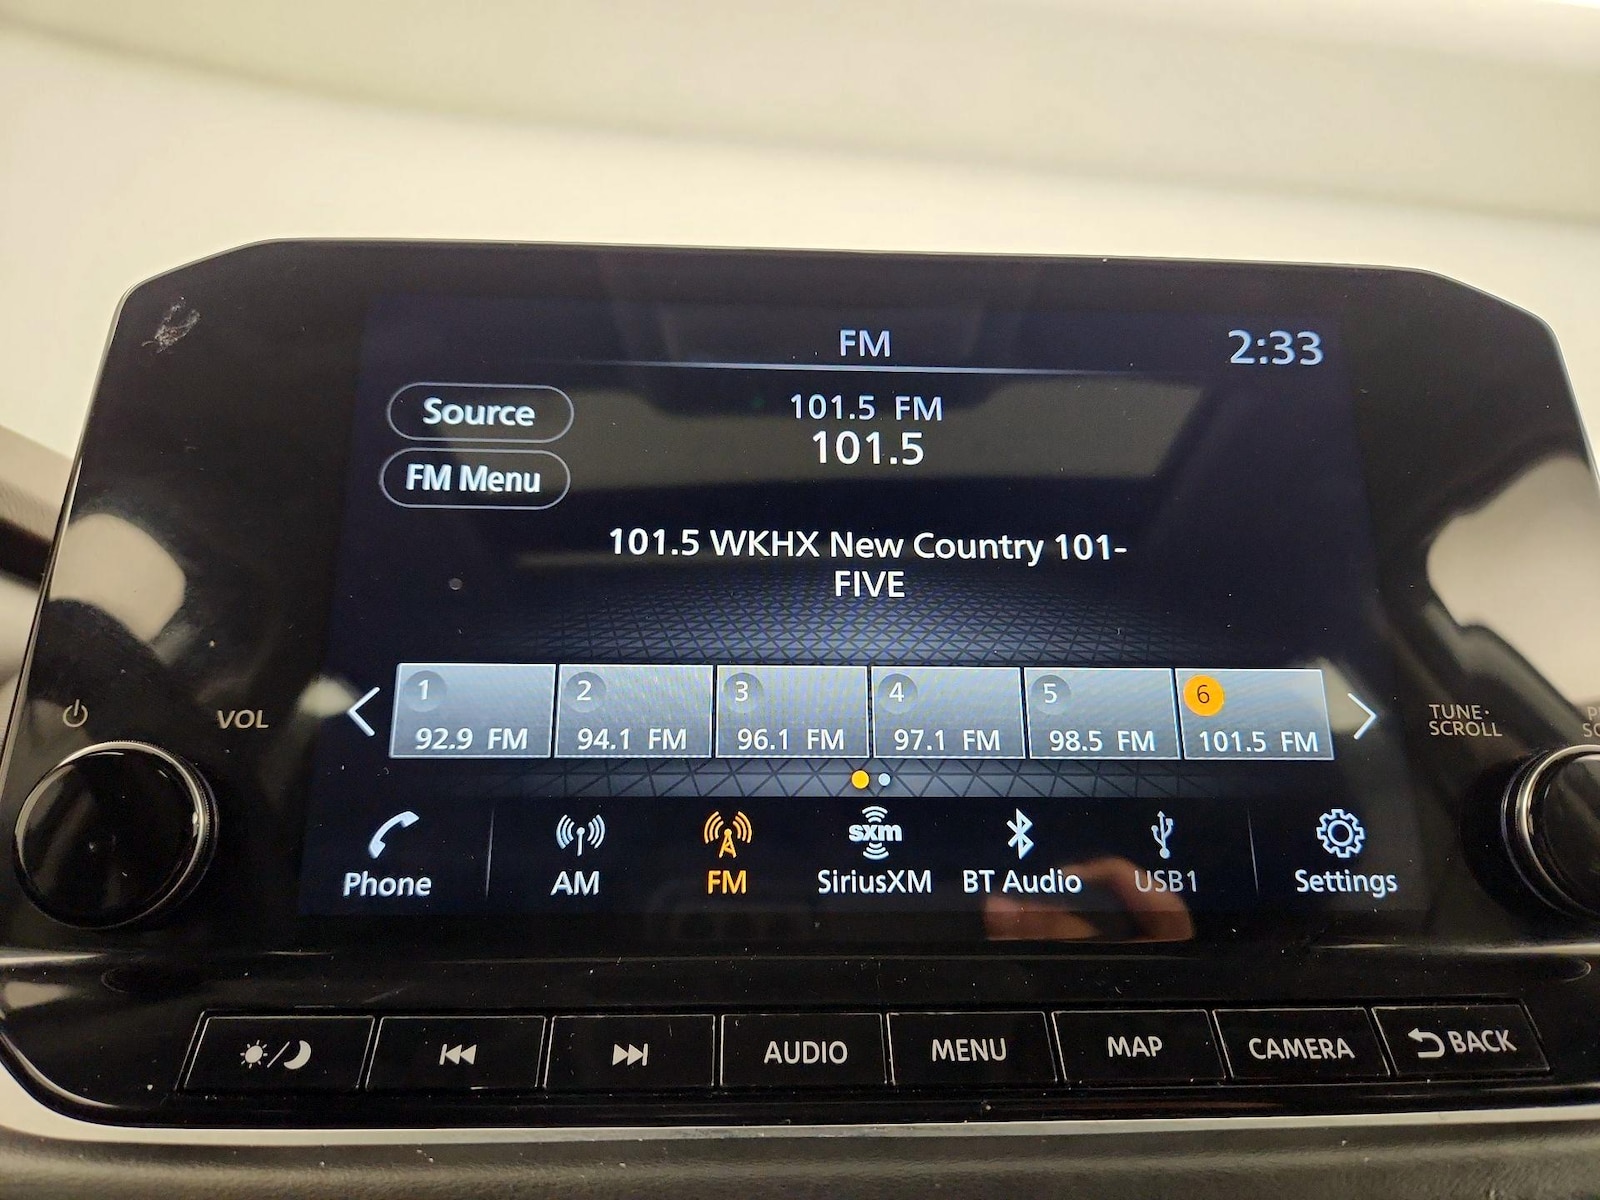 FM
2:33
Source
101.5 FM
101.5
FM Menu
101.5 WKHX New Country 101-
FIVE
1
2
3
4
5
6
92.9 FM
94.1 FM
96.1 FM
97.1 FM
98.5 FM
101.5 FM
VOL
TUNE·
SCROLL
sxm
Phone
AM
FM
SiriusXM
BT Audio
USB1
Settings
AUDIO
MENU
MAP
CAMERA
BACK